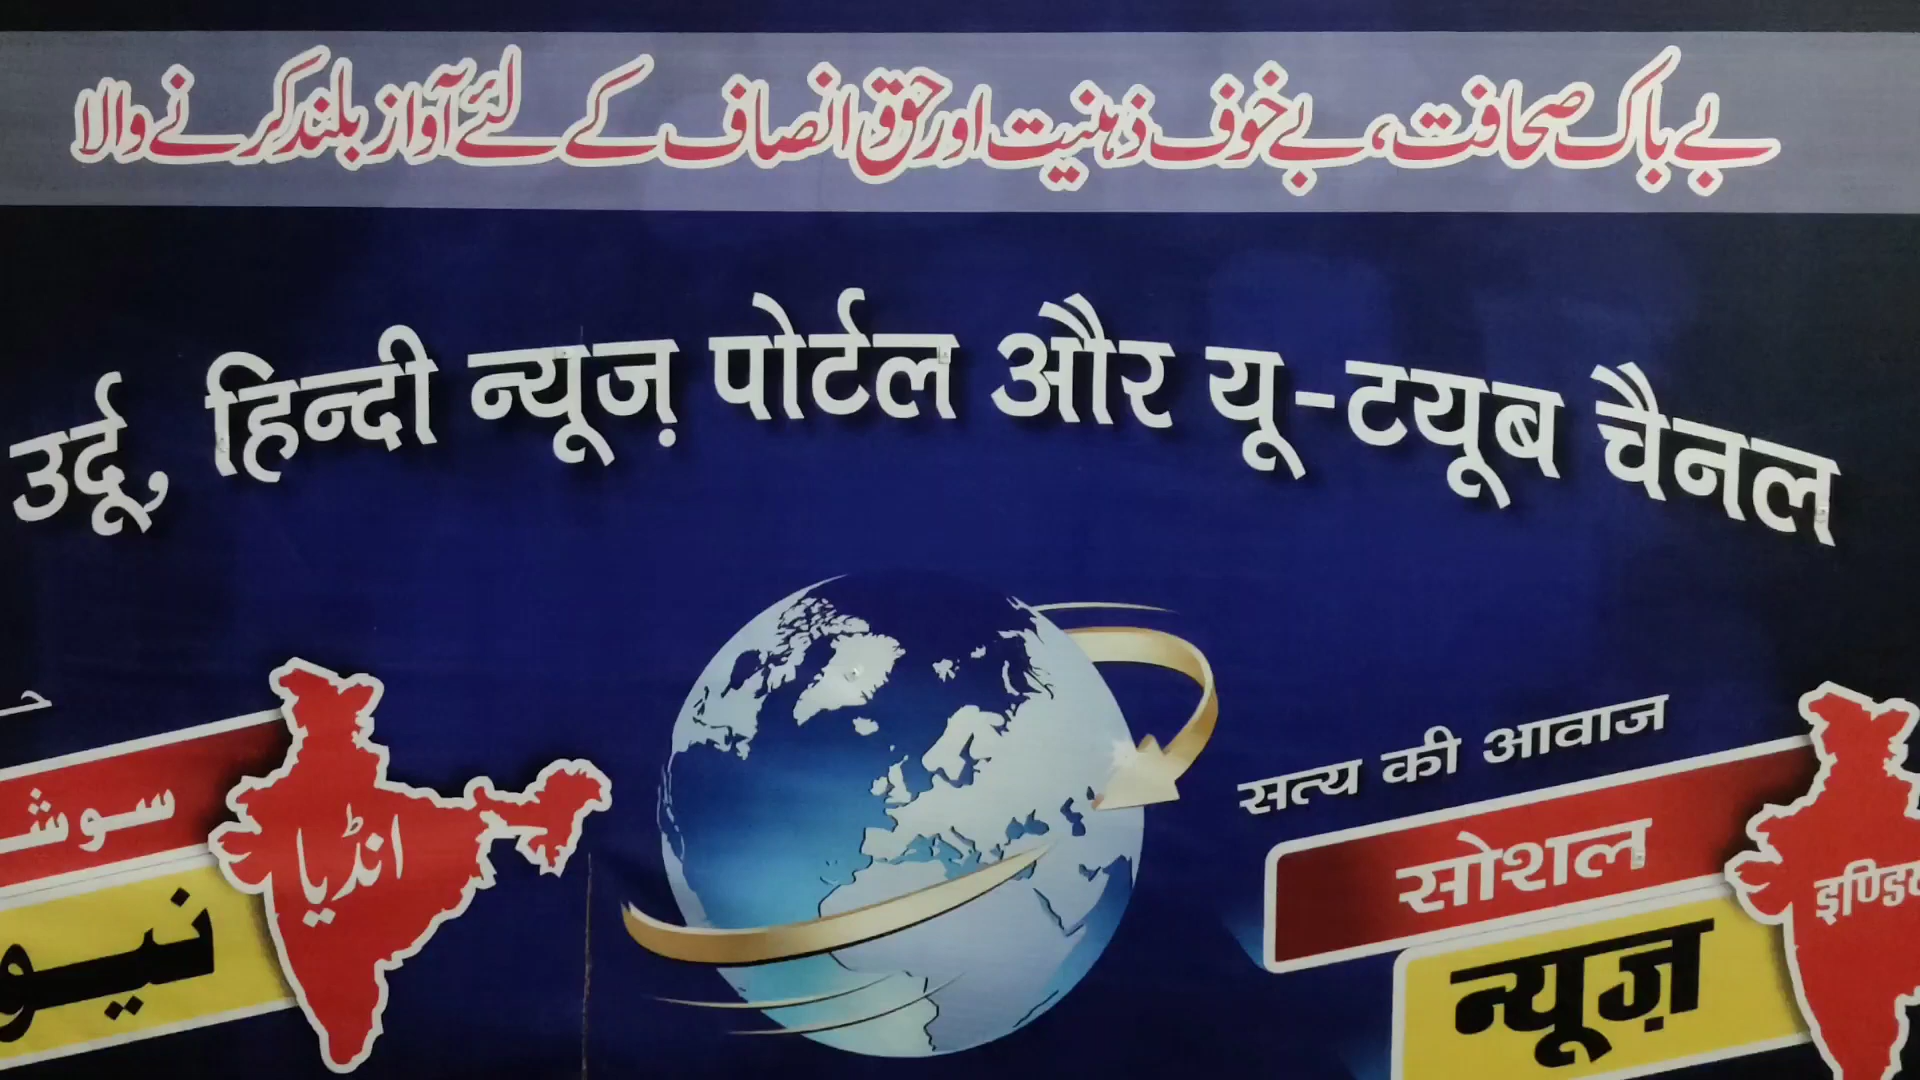 بے باک صحافت، بے خوف ذہنیت اور حق انصاف کے لئے آواز بلند کرنے والا
उर्दू, हिन्दी न्यूज़ पोर्टल और यू-टयूब चैनल
सत्य की आवाज
सोशल
न्यूज़
انڈیا